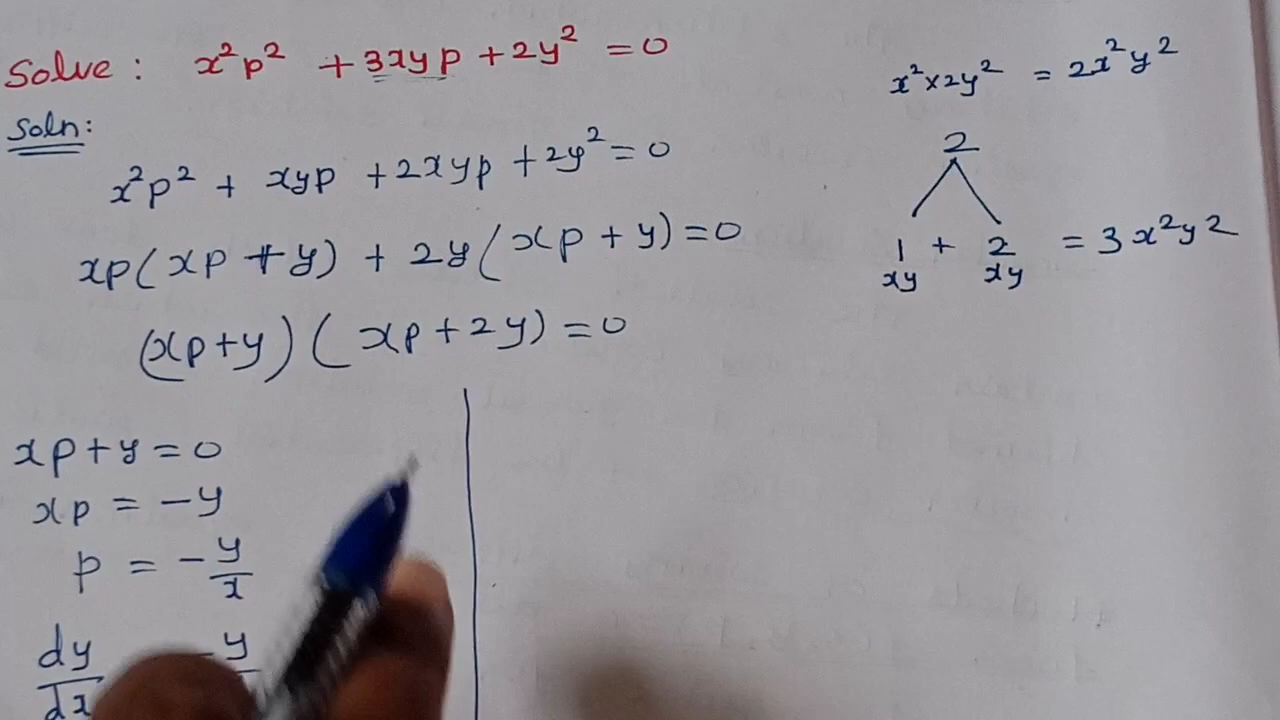 Solve: x²p² + 3xyp + 2y² = 0
Soln:
x²p² + xyp + 2xyp + 2y² = 0
xp(xp + y) + 2y(xp + y) = 0
(xp+y)(xp+2y) = 0
xp + y = 0
xp = -y
p = -y/x
dy/dx -y
x² × 2y² = 2x²y²
2
1 + 2 = 3x²y²
xy xy